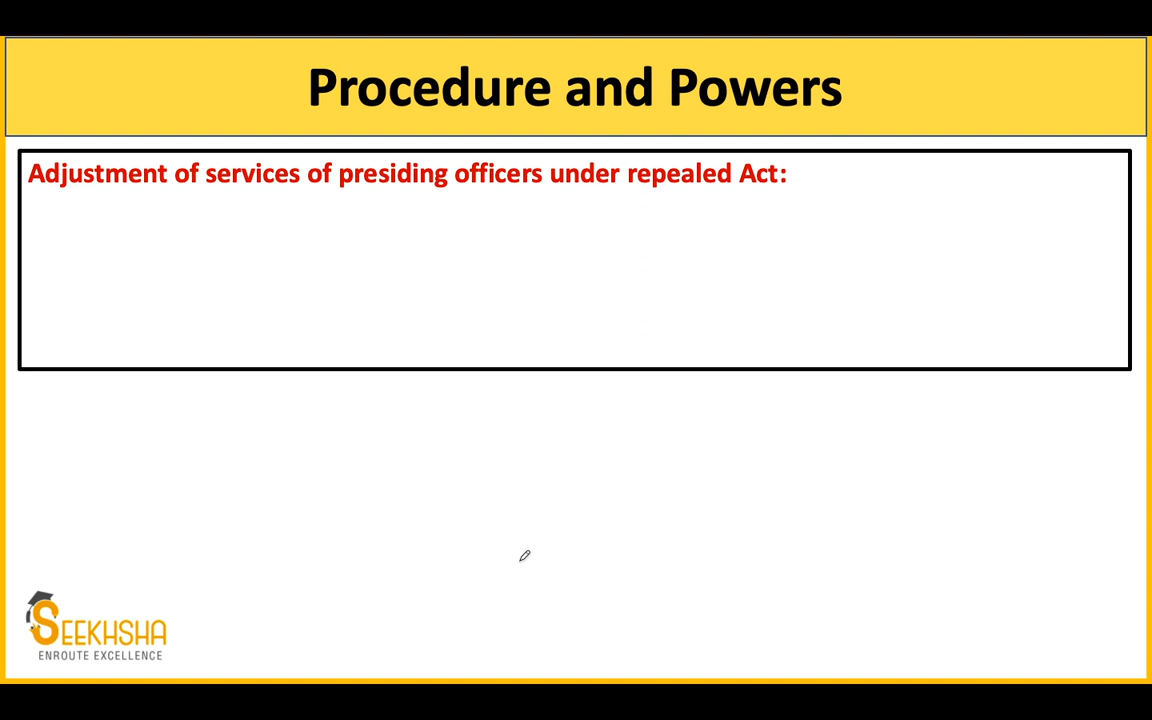 Procedure and Powers
Adjustment of services of presiding officers under repealed Act:
SEEKHSHA
ENROUTE EXCELLENCE